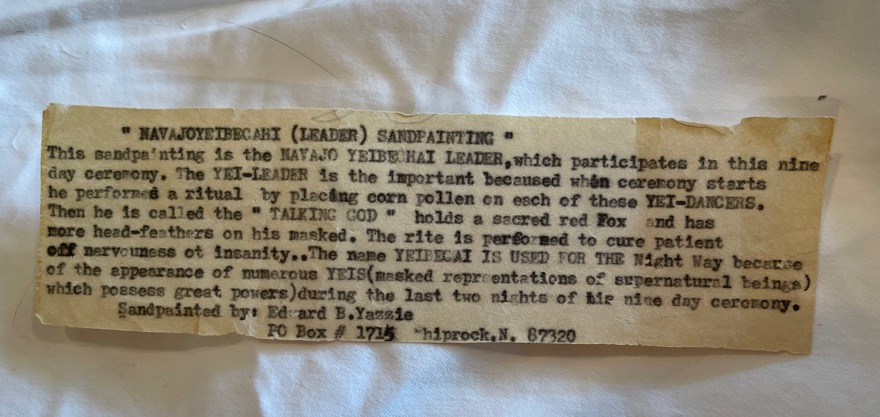 " NAVAJOYEIBECAHI (LEADER) SANDPAINTING "
This sandpainting is the NAVAJO YEIBECHAI LEADER,which participates in this nine
day ceremony. The YEI-LEADER is the important becaused when ceremony starts
he performes a ritual by placing corn pollen on each of these YEI-DANCERS.
Then he is called the " TALKING GOD " holds a sacred red Fox and has
more head-feathers on his masked. The rite is performed to cure patient
off nervouness ot insanity..The name YEIBECAI IS USED FOR THE Night Way because
of the appearance of numerous YEIS(masked reprsentations of supernatural beings)
which possess great powers)during the last two nights of his nine day ceremony.
Sandpainted by: Edward B.Yazzie
PO Box # 1715 hiprock.N. 87320